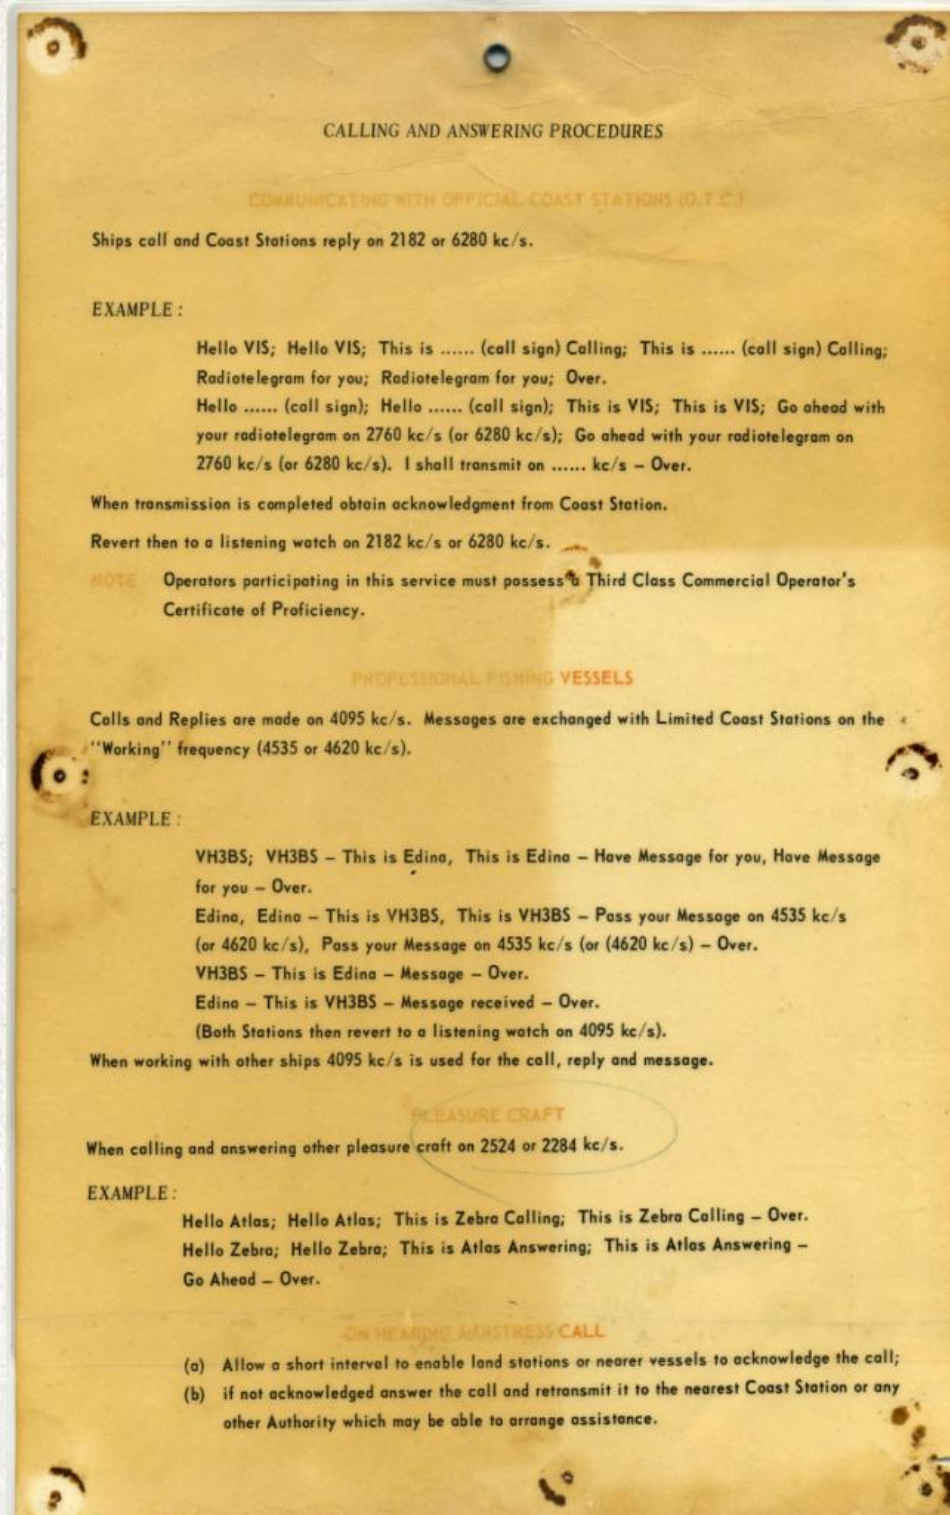 CALLING AND ANSWERING PROCEDURES
COMMUNICATING WITH OFFICIAL COAST STATIONS (O.T.C.)
Ships call and Coast Stations reply on 2182 or 6280 kc/s.
EXAMPLE :
Hello VIS; Hello VIS; This is ...... (call sign) Calling; This is ...... (call sign) Calling;
Radiotelegram for you; Radiotelegram for you; Over.
Hello ...... (call sign); Hello ...... (call sign); This is VIS; This is VIS; Go ahead with
your radiotelegram on 2760 kc/s (or 6280 kc/s); Go ahead with your radiotelegram on
2760 kc/s (or 6280 kc/s). I shall transmit on ...... kc/s – Over.
When transmission is completed obtain acknowledgment from Coast Station.
Revert then to a listening watch on 2182 kc/s or 6280 kc/s.
NOTE Operators participating in this service must possess a Third Class Commercial Operator's
Certificate of Proficiency.
PROFESSIONAL FISHING VESSELS
Calls and Replies are made on 4095 kc/s. Messages are exchanged with Limited Coast Stations on the
"Working" frequency (4535 or 4620 kc/s).
EXAMPLE :
VH3BS; VH3BS – This is Edina, This is Edina – Have Message for you, Have Message
for you – Over.
Edina, Edina – This is VH3BS, This is VH3BS – Pass your Message on 4535 kc/s
(or 4620 kc/s), Pass your Message on 4535 kc/s (or (4620 kc/s) – Over.
VH3BS – This is Edina – Message – Over.
Edina – This is VH3BS – Message received – Over.
(Both Stations then revert to a listening watch on 4095 kc/s).
When working with other ships 4095 kc/s is used for the call, reply and message.
PLEASURE CRAFT
When calling and answering other pleasure craft on 2524 or 2284 kc/s.
EXAMPLE :
Hello Atlas; Hello Atlas; This is Zebra Calling; This is Zebra Calling – Over.
Hello Zebra; Hello Zebra; This is Atlas Answering; This is Atlas Answering –
Go Ahead – Over.
ON HEARING A DISTRESS CALL
(a) Allow a short interval to enable land stations or nearer vessels to acknowledge the call;
(b) if not acknowledged answer the call and retransmit it to the nearest Coast Station or any
other Authority which may be able to arrange assistance.